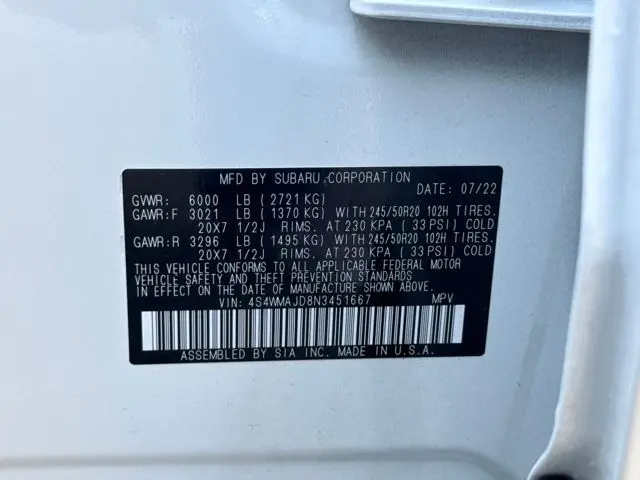 MFD BY SUBARU CORPORATION
DATE: 07/22
GVWR: 6000 LB ( 2721 KG)
GAWR:F 3021 LB ( 1370 KG) WITH 245/50R20 102H TIRES.
20X7 1/2J RIMS. AT 230 KPA ( 33 PSI) COLD
GAWR:R 3296 LB ( 1495 KG) WITH 245/50R20 102H TIRES.
20X7 1/2J RIMS. AT 230 KPA ( 33 PSI) COLD
THIS VEHICLE CONFORMS TO ALL APPLICABLE FEDERAL MOTOR
VEHICLE SAFETY AND THEFT PREVENTION STANDARDS
IN EFFECT ON THE DATE OF MANUFACTURE SHOWN ABOVE.
VIN: 4S4WMAJD8N3451667 MPV
ASSEMBLED BY SIA INC. MADE IN U.S.A.